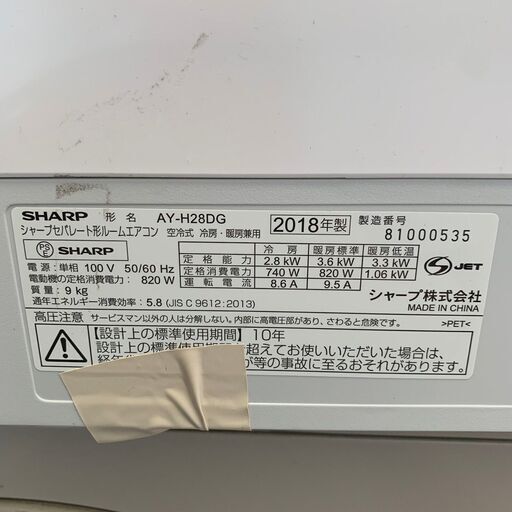 SHARP 形名 AY-H28DG 2018年製 製造番号
シャープセパレート形ルームエアコン 空冷式 冷房・暖房兼用 81000535
PS E SHARP
電源：単相 100 V 50/60 Hz
電動機の定格消費電力： 820 W
質量：9 kg
冷房 暖房標準 暖房低温
定格能力 2.8 kW 3.6 kW 3.3 kW
定格消費電力 740 W 820 W 1.06 kW
運転電流 8.6 A 9.5 A
S JET
通年エネルギー消費効率： 5.8 (JIS C 9612:2013)
シャープ株式会社
MADE IN CHINA
高圧注意 サービスマン以外の人は分解しない。内部に高電圧部があり、さわると危険です。
>PET<
【設計上の標準使用期間】10年
設計上の標準使用期間 超えてお使いいただいた場合は、
経年 が等の事故に至るおそれがあります。